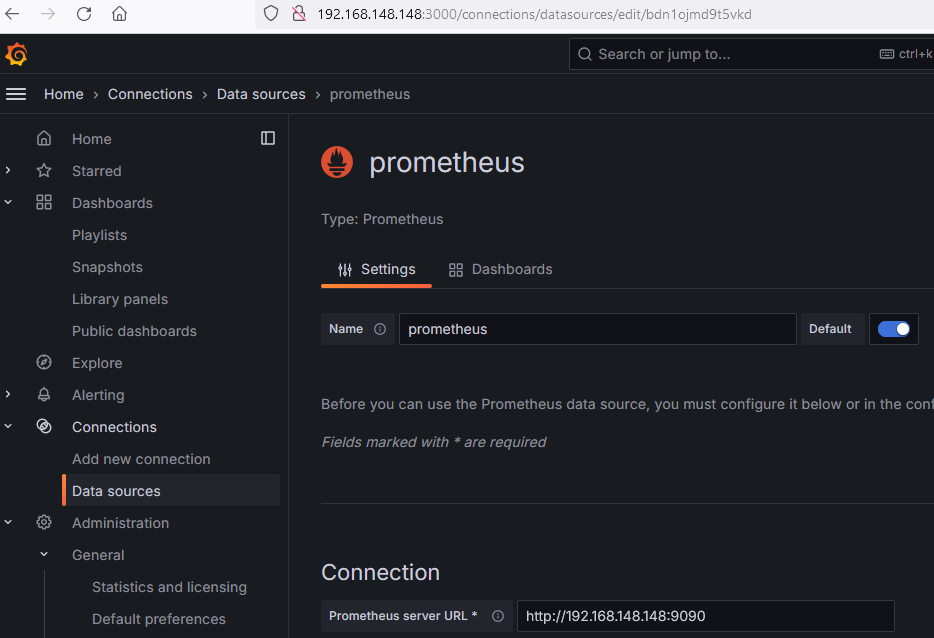 192.168.148.148:3000/connections/datasources/edit/bdn1ojmd9t5vkd
Search or jump to...
ctrl+k
Home › Connections › Data sources › prometheus
Home
Starred
Dashboards
Playlists
Snapshots
Library panels
Public dashboards
Explore
Alerting
Connections
Add new connection
Data sources
Administration
General
Statistics and licensing
Default preferences
prometheus
Type: Prometheus
Settings
Dashboards
Name
prometheus
Default
Before you can use the Prometheus data source, you must configure it below or in the conf
Fields marked with * are required
Connection
Prometheus server URL *
http://192.168.148.148:9090